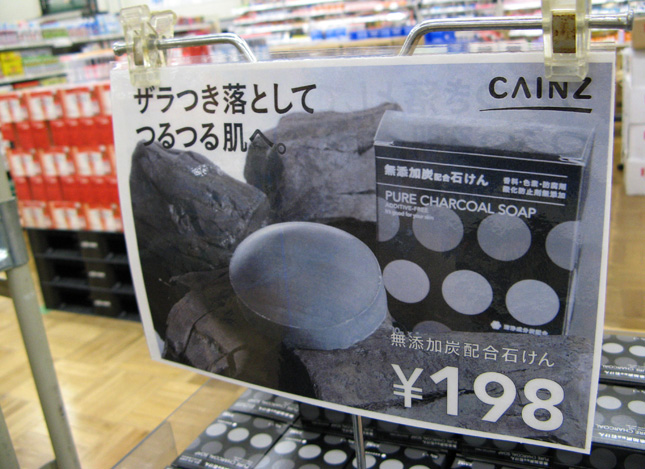 ザラつき落として
つるつる肌へ。
CAINZ
無添加炭配合石けん
香料・色素・防腐剤
酸化防止剤無添加
PURE CHARCOAL SOAP
ADDITIVE-FREE
無添加炭配合石けん
¥198